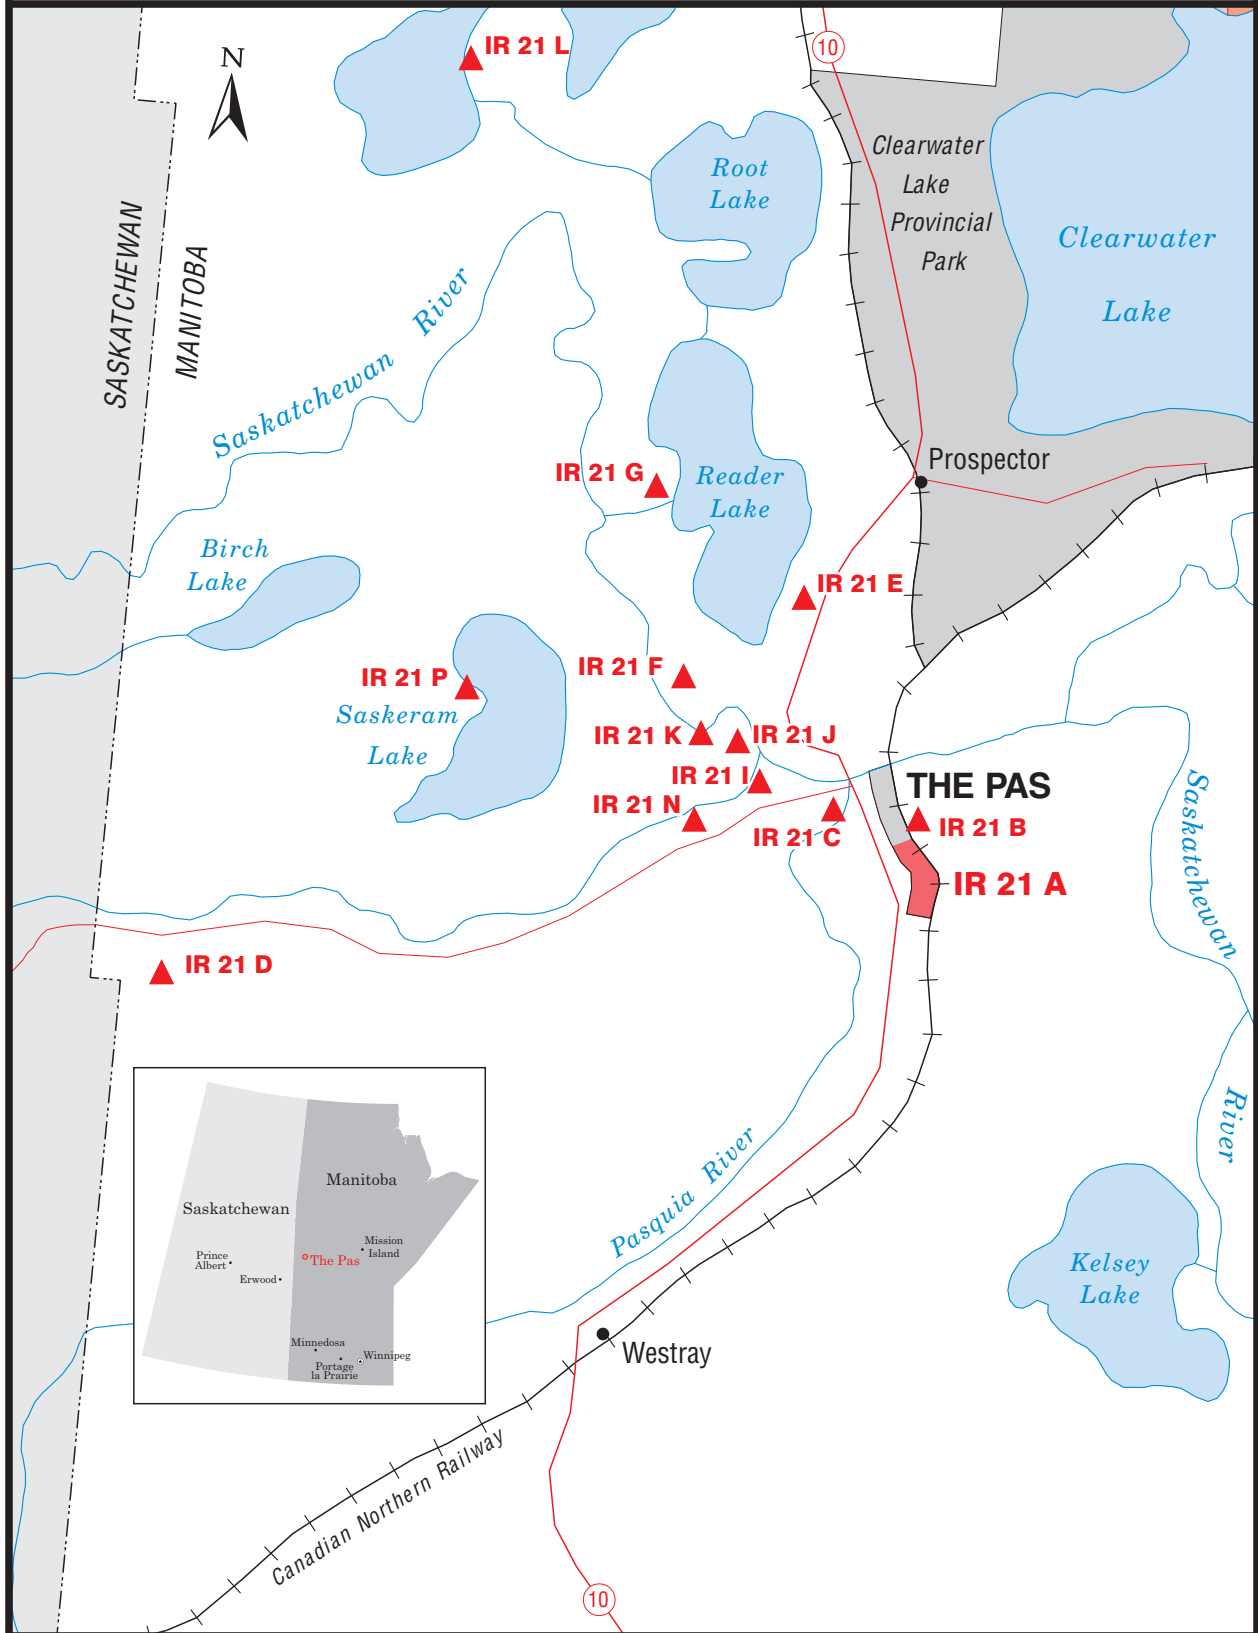 IR 21 L
10
N
Clearwater
Lake
Provincial
Park
Root
Lake
Clearwater
Lake
SASKATCHEWAN
MANITOBA
Saskatchewan River
Prospector
IR 21 G
Reader
Lake
Birch
Lake
IR 21 E
IR 21 F
IR 21 P
Saskeram
Lake
IR 21 K
IR 21 J
IR 21 I
THE PAS
IR 21 N
IR 21 B
IR 21 C
IR 21 A
Saskatchewan
River
IR 21 D
Pasquia River
Manitoba
Saskatchewan
Mission
Island
Prince
Albert
The Pas
Erwood
Minnedosa
Winnipeg
Portage
la Prairie
Kelsey
Lake
Westray
Canadian Northern Railway
10